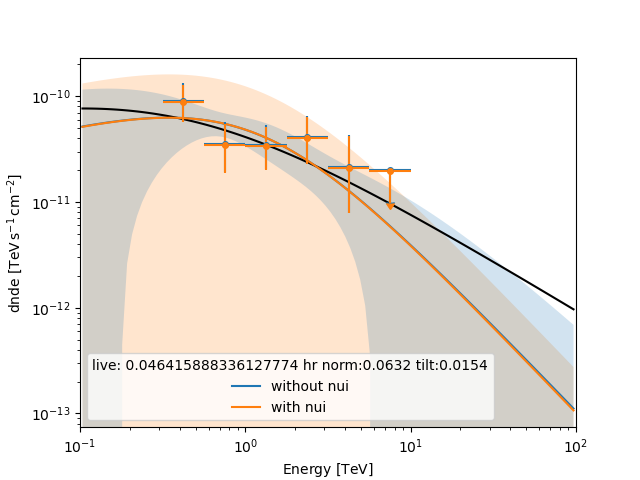 10⁻¹⁰
10⁻¹¹
10⁻¹²
10⁻¹³
dnde [TeV s⁻¹ cm⁻²]
live: 0.046415888336127774 hr norm:0.0632 tilt:0.0154
without nui
with nui
10⁻¹ 10⁰ 10¹ 10²
Energy [TeV]